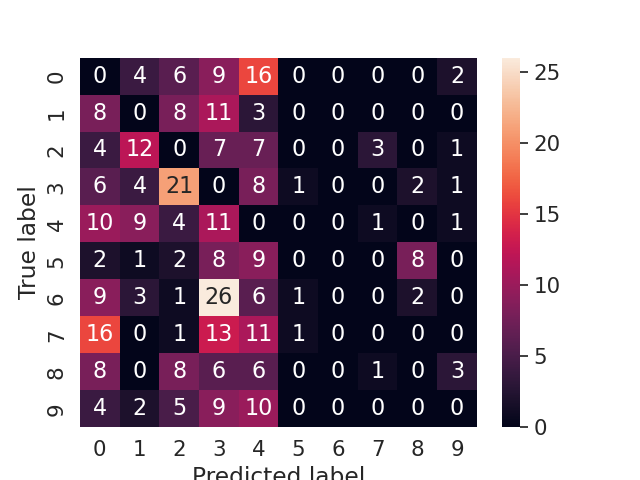 0 0 4 6 9 16 0 0 0 0 2
1 8 0 8 11 3 0 0 0 0 0
2 4 12 0 7 7 0 0 3 0 1
3 6 4 21 0 8 1 0 0 2 1
4 10 9 4 11 0 0 0 1 0 1
5 2 1 2 8 9 0 0 0 8 0
6 9 3 1 26 6 1 0 0 2 0
7 16 0 1 13 11 1 0 0 0 0
8 8 0 8 6 6 0 0 1 0 3
9 4 2 5 9 10 0 0 0 0 0
0 1 2 3 4 5 6 7 8 9
Predicted label
True label
25
20
15
10
5
0